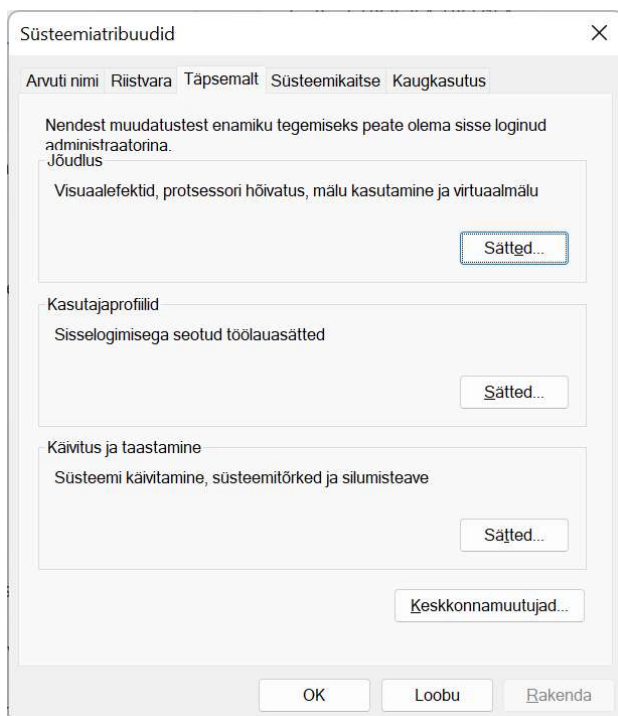 Süsteemiatribuudid
Arvuti nimi Riistvara Täpsemalt Süsteemikaitse Kaugkasutus
Nendest muudatustest enamiku tegemiseks peate olema sisse loginud
administraatorina.
Jõudlus
Visuaalefektid, protsessori hõivatus, mälu kasutamine ja virtuaalmälu
Sätted...
Kasutajaprofiilid
Sisselogimisega seotud töölauasätted
Sätted...
Käivitus ja taastamine
Süsteemi käivitamine, süsteemitõrked ja silumisteave
Sätted...
Keskkonnamuutujad...
OK Loobu Rakenda